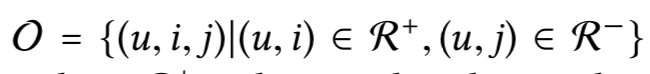 𝒪 = {(u, i, j)|(u, i) ∈ ℛ⁺, (u, j) ∈ ℛ⁻}